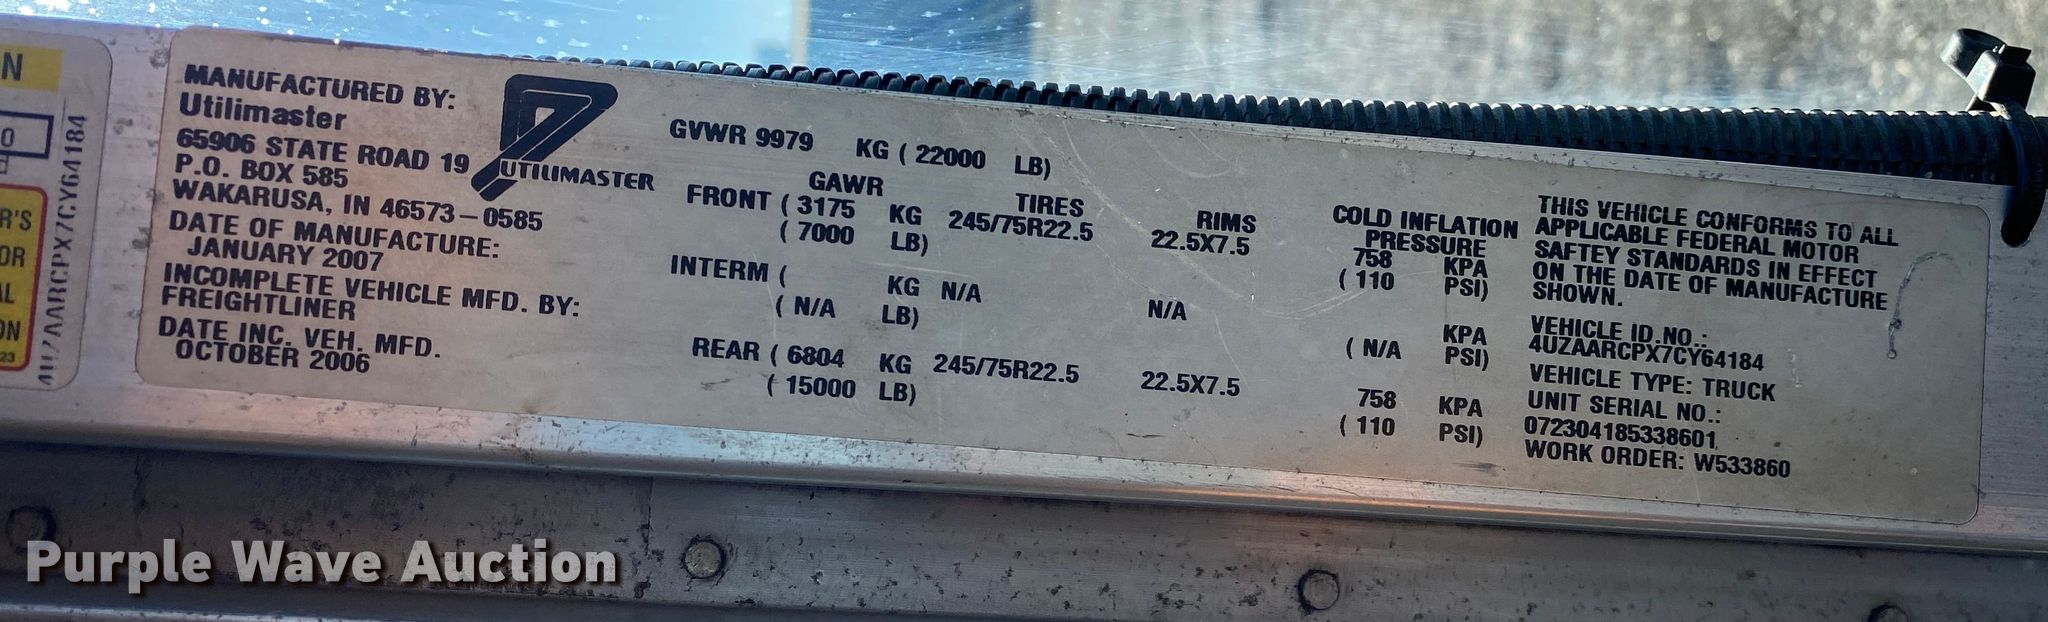 N
0
R'S
OR
AL
ON
23
4UZAARCPX7CY64184
MANUFACTURED BY:
Utilimaster
65906 STATE ROAD 19
P.O. BOX 585
WAKARUSA, IN 46573-0585
DATE OF MANUFACTURE:
JANUARY 2007
INCOMPLETE VEHICLE MFD. BY:
FREIGHTLINER
DATE INC. VEH. MFD.
OCTOBER 2006
UTILIMASTER
GVWR 9979 KG ( 22000 LB)
GAWR TIRES RIMS COLD INFLATION PRESSURE
FRONT ( 3175 KG 245/75R22.5 22.5X7.5 758 KPA
( 7000 LB) ( 110 PSI)
INTERM ( KG N/A N/A KPA
( N/A LB) ( N/A PSI)
REAR ( 6804 KG 245/75R22.5 22.5X7.5 758 KPA
( 15000 LB) ( 110 PSI)
THIS VEHICLE CONFORMS TO ALL
APPLICABLE FEDERAL MOTOR
SAFTEY STANDARDS IN EFFECT
ON THE DATE OF MANUFACTURE
SHOWN.
VEHICLE ID.NO.:
4UZAARCPX7CY64184
VEHICLE TYPE: TRUCK
UNIT SERIAL NO.:
072304185338601
WORK ORDER: W533860
Purple Wave Auction